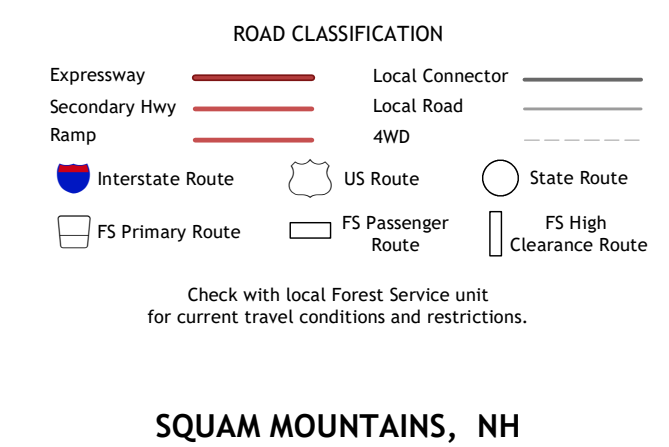 ROAD CLASSIFICATION
Expressway
Local Connector
Secondary Hwy
Local Road
Ramp
4WD
Interstate Route
US Route
State Route
FS Primary Route
FS Passenger
Route
FS High
Clearance Route
Check with local Forest Service unit
for current travel conditions and restrictions.
SQUAM MOUNTAINS, NH